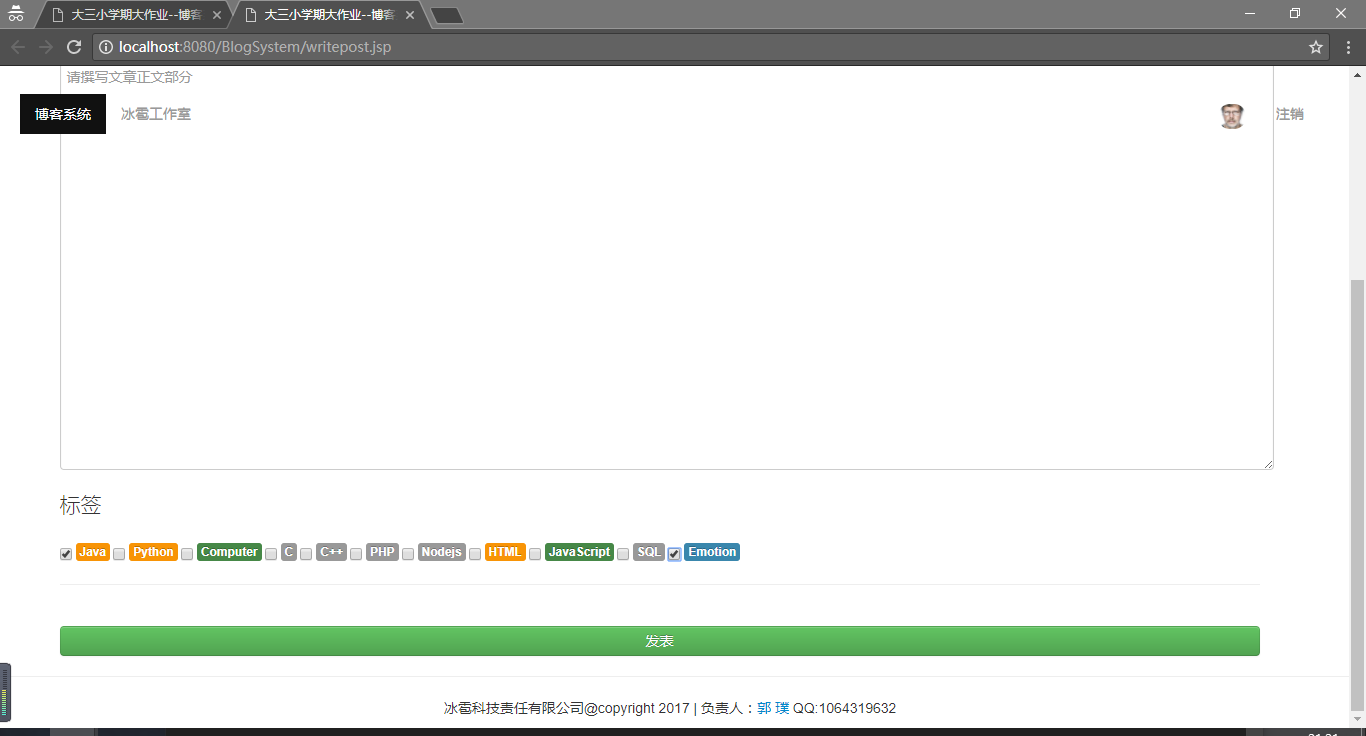 大三小学期大作业--博客
大三小学期大作业--博客
localhost:8080/BlogSystem/writepost.jsp
请撰写文章正文部分
博客系统 冰雹工作室 注销
标签
Java Python Computer C C++ PHP Nodejs HTML JavaScript SQL Emotion
发表
冰雹科技责任有限公司@copyright 2017 | 负责人：郭 璞 QQ:1064319632